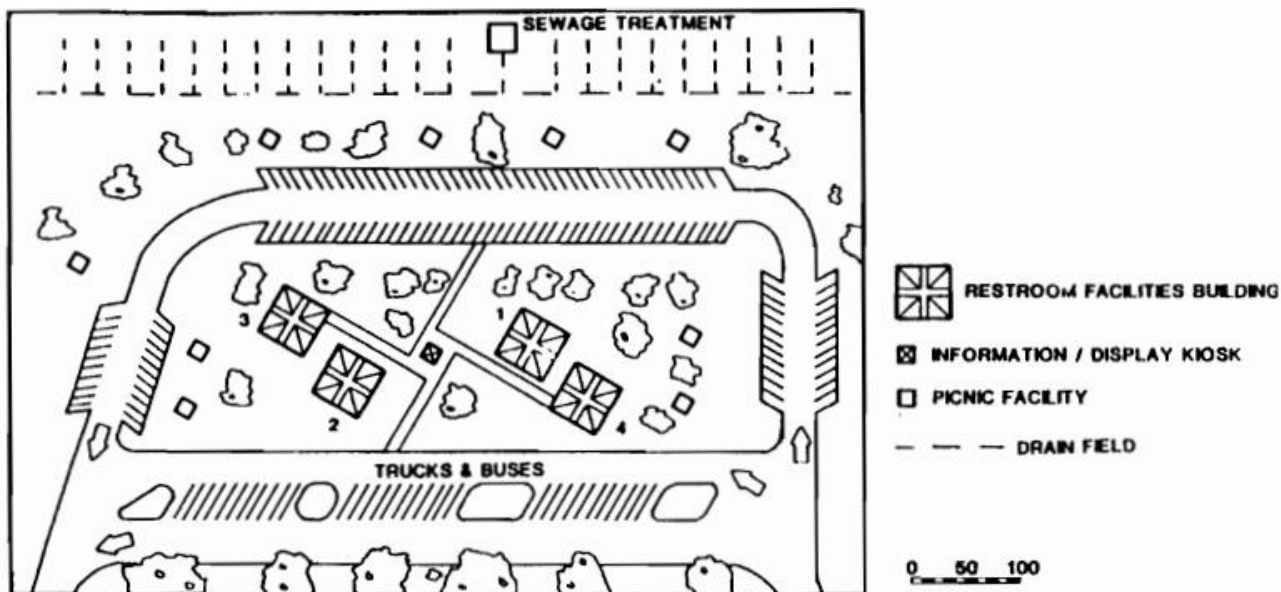 SEWAGE TREATMENT
1
3
2
4
TRUCKS & BUSES
RESTROOM FACILITIES BUILDING
INFORMATION / DISPLAY KIOSK
PICNIC FACILITY
DRAIN FIELD
0 50 100